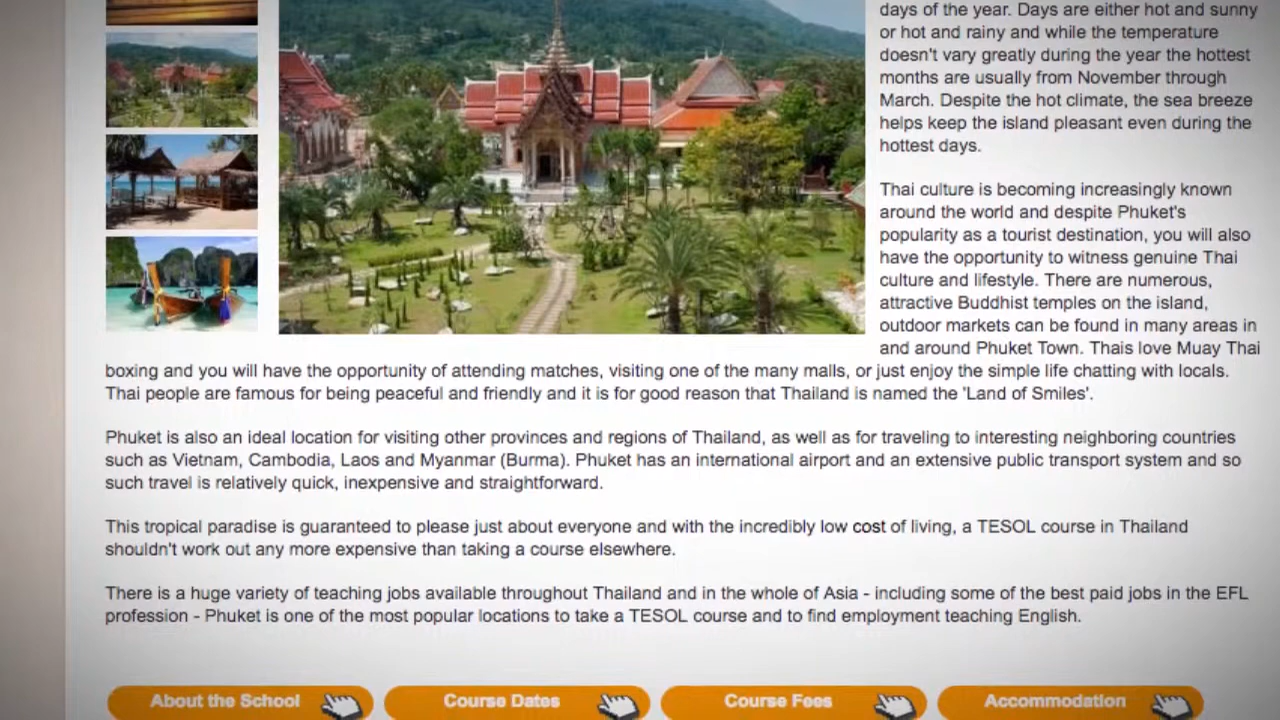 days of the year. Days are either hot and sunny
or hot and rainy and while the temperature
doesn't vary greatly during the year the hottest
months are usually from November through
March. Despite the hot climate, the sea breeze
helps keep the island pleasant even during the
hottest days.
Thai culture is becoming increasingly known
around the world and despite Phuket's
popularity as a tourist destination, you will also
have the opportunity to witness genuine Thai
culture and lifestyle. There are numerous,
attractive Buddhist temples on the island,
outdoor markets can be found in many areas in
and around Phuket Town. Thais love Muay Thai
boxing and you will have the opportunity of attending matches, visiting one of the many malls, or just enjoy the simple life chatting with locals.
Thai people are famous for being peaceful and friendly and it is for good reason that Thailand is named the 'Land of Smiles'.
Phuket is also an ideal location for visiting other provinces and regions of Thailand, as well as for traveling to interesting neighboring countries
such as Vietnam, Cambodia, Laos and Myanmar (Burma). Phuket has an international airport and an extensive public transport system and so
such travel is relatively quick, inexpensive and straightforward.
This tropical paradise is guaranteed to please just about everyone and with the incredibly low cost of living, a TESOL course in Thailand
shouldn't work out any more expensive than taking a course elsewhere.
There is a huge variety of teaching jobs available throughout Thailand and in the whole of Asia - including some of the best paid jobs in the EFL
profession - Phuket is one of the most popular locations to take a TESOL course and to find employment teaching English.
About the School
Course Dates
Course Fees
Accommodation